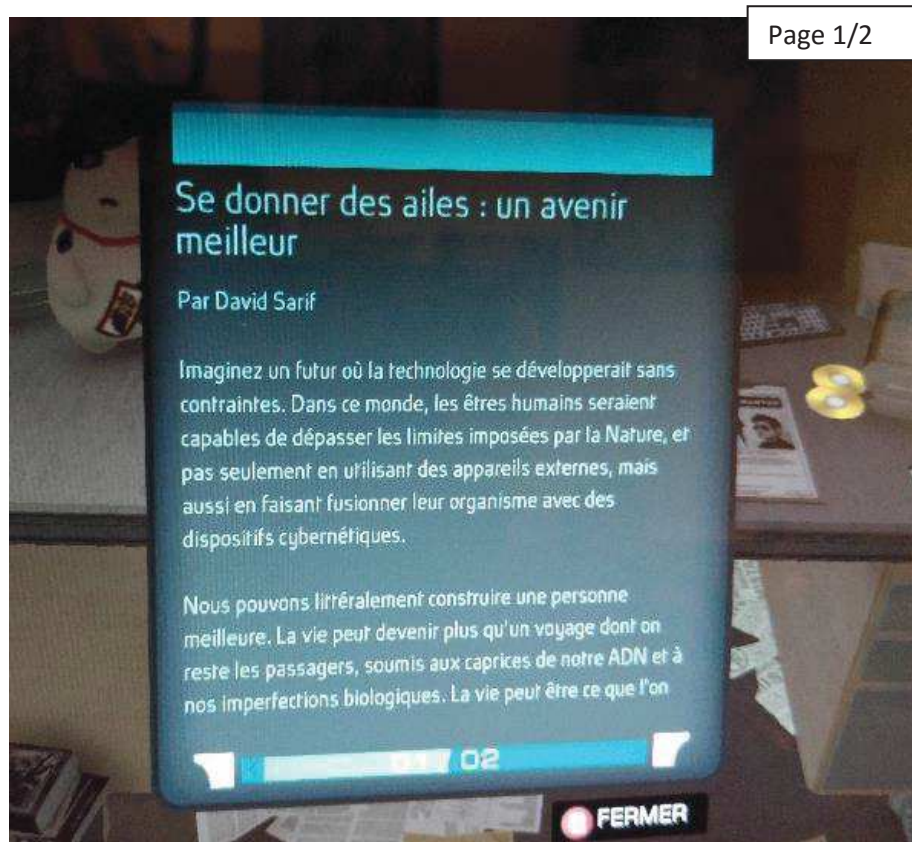 Page 1/2
Se donner des ailes : un avenir
meilleur
Par David Sarif
Imaginez un futur où la technologie se développerait sans
contraintes. Dans ce monde, les êtres humains seraient
capables de dépasser les limites imposées par la Nature, et
pas seulement en utilisant des appareils externes, mais
aussi en faisant fusionner leur organisme avec des
dispositifs cybernétiques.
Nous pouvons littéralement construire une personne
meilleure. La vie peut devenir plus qu'un voyage dont on
reste les passagers, soumis aux caprices de notre ADN et à
nos imperfections biologiques. La vie peut être ce que l'on
01 / 02
FERMER